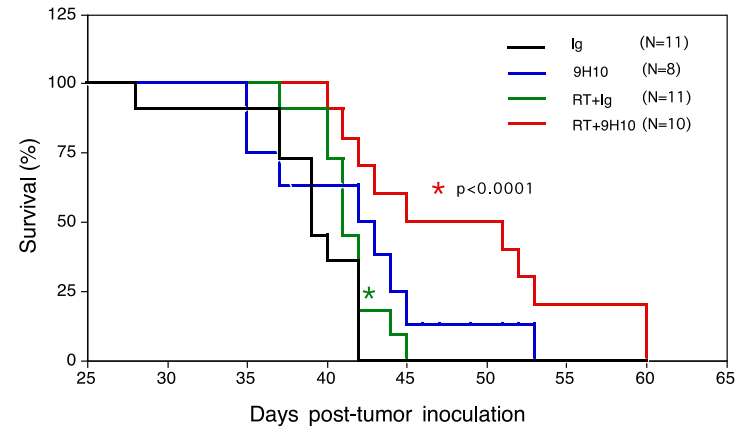 125
100
75
50
25
0
Survival (%)
Ig (N=11)
9H10 (N=8)
RT+Ig (N=11)
RT+9H10 (N=10)
* p<0.0001
*
25 30 35 40 45 50 55 60 65
Days post-tumor inoculation